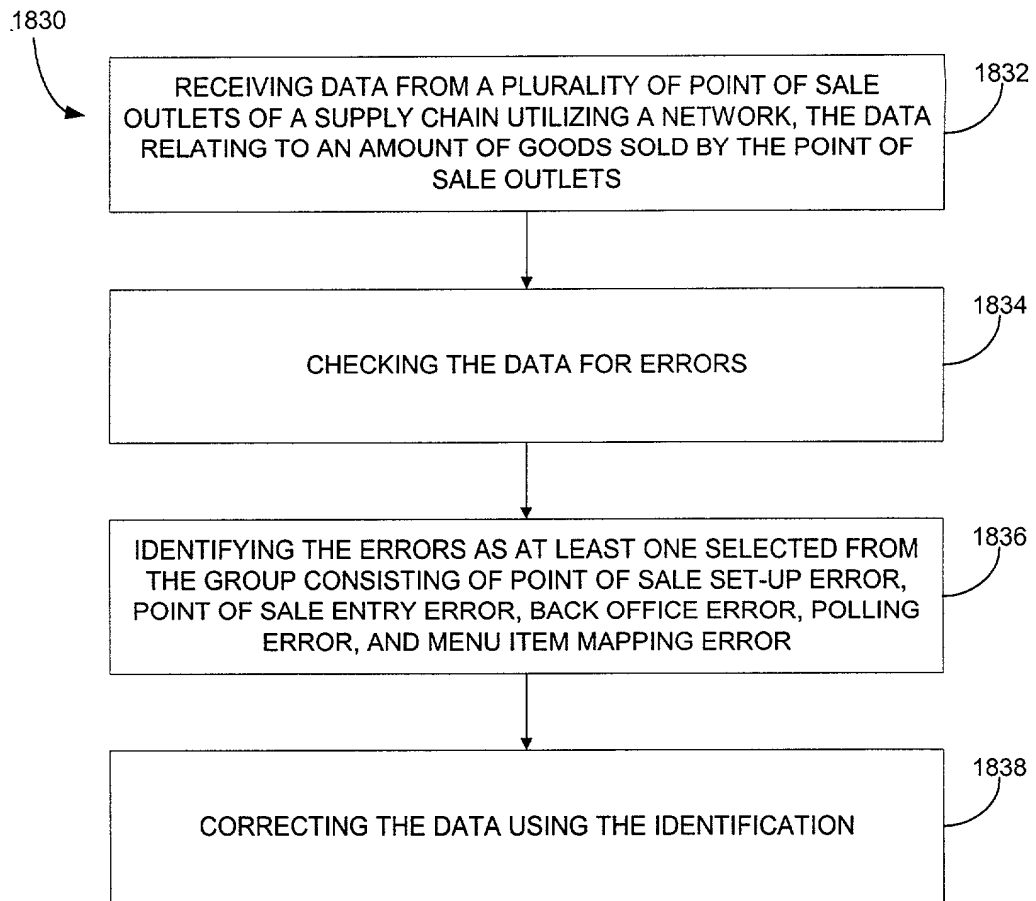 1830
RECEIVING DATA FROM A PLURALITY OF POINT OF SALE
OUTLETS OF A SUPPLY CHAIN UTILIZING A NETWORK, THE DATA
RELATING TO AN AMOUNT OF GOODS SOLD BY THE POINT OF
SALE OUTLETS
1832
CHECKING THE DATA FOR ERRORS
1834
IDENTIFYING THE ERRORS AS AT LEAST ONE SELECTED FROM
THE GROUP CONSISTING OF POINT OF SALE SET-UP ERROR,
POINT OF SALE ENTRY ERROR, BACK OFFICE ERROR, POLLING
ERROR, AND MENU ITEM MAPPING ERROR
1836
CORRECTING THE DATA USING THE IDENTIFICATION
1838